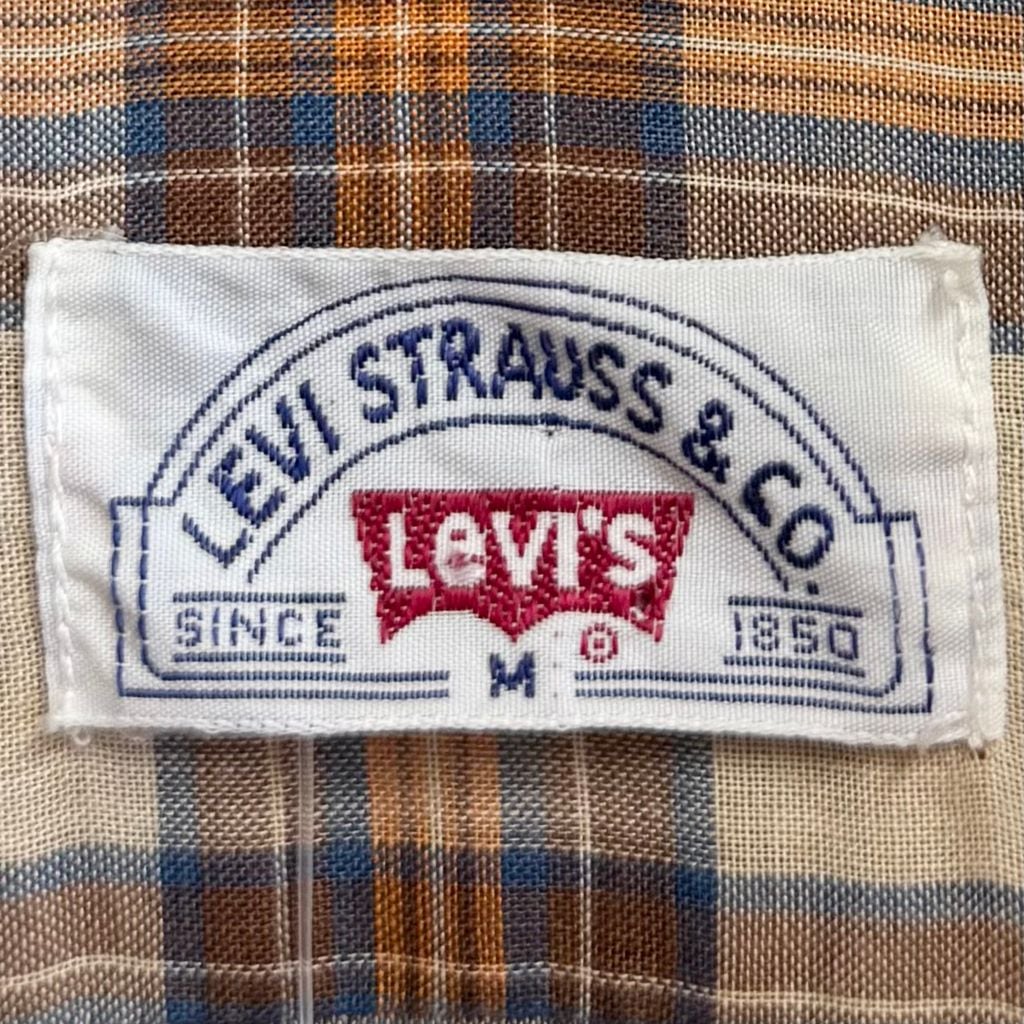 LEVI STRAUSS & CO.
LeVI'S
®
SINCE
1850
M